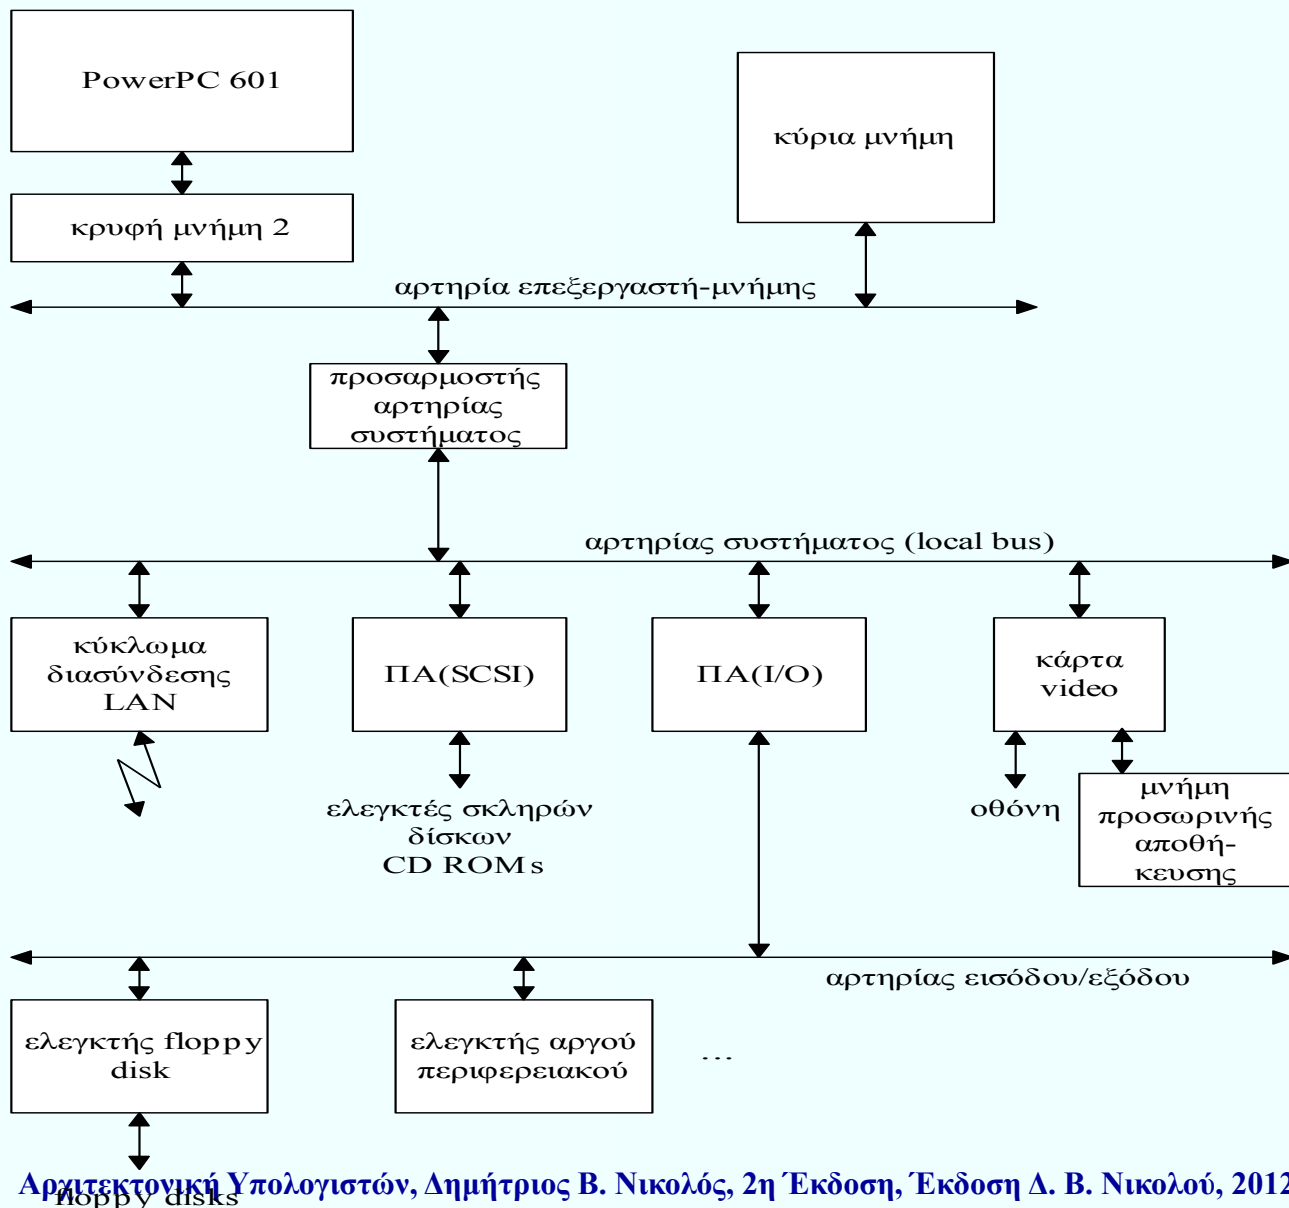 PowerPC 601
κύρια μνήμη
κρυφή μνήμη 2
αρτηρία επεξεργαστή-μνήμης
προσαρμοστής
αρτηρίας
συστήματος
αρτηρίας συστήματος (local bus)
κύκλωμα
διασύνδεσης
LAN
ΠΑ(SCSI)
ΠΑ(I/O)
κάρτα
video
ελεγκτές σκληρών
δίσκων
CD ROMs
οθόνη
μνήμη
προσωρινής
αποθή-
κευσης
αρτηρίας εισόδου/εξόδου
ελεγκτής floppy
disk
ελεγκτής αργού
περιφερειακού
...
Αρχιτεκτονική Υπολογιστών, Δημήτριος Β. Νικολός, 2η Έκδοση, Έκδοση Δ. Β. Νικολού, 2012
floppy disks